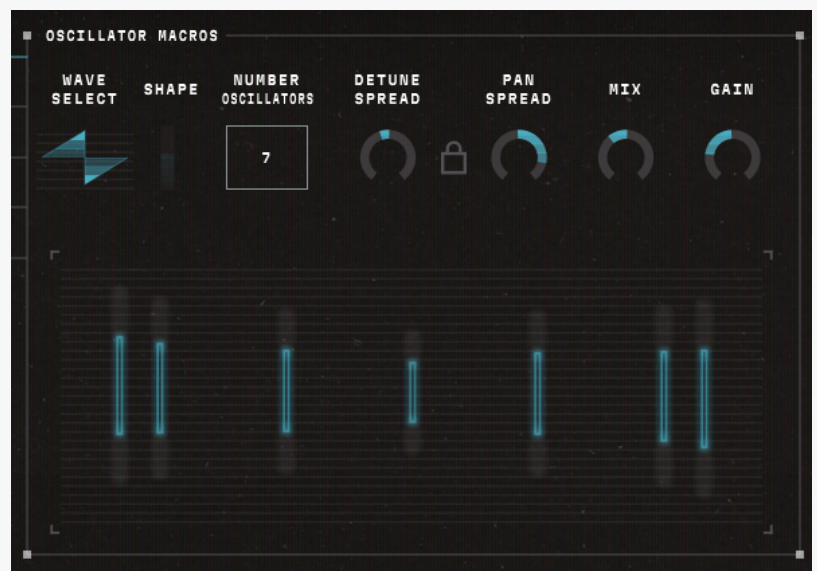 OSCILLATOR MACROS
WAVE
SELECT
SHAPE
NUMBER
OSCILLATORS
DETUNE
SPREAD
PAN
SPREAD
MIX
GAIN
7